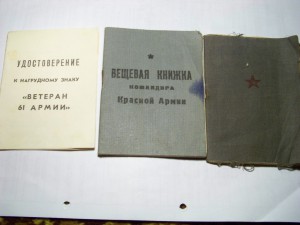 УДОСТОВЕРЕНИЕ
К НАГРУДНОМУ ЗНАКУ
«ВЕТЕРАН
61 АРМИИ»
ВЕЩЕВАЯ КНИЖКА
КОМАНДИРА
Красной Армии